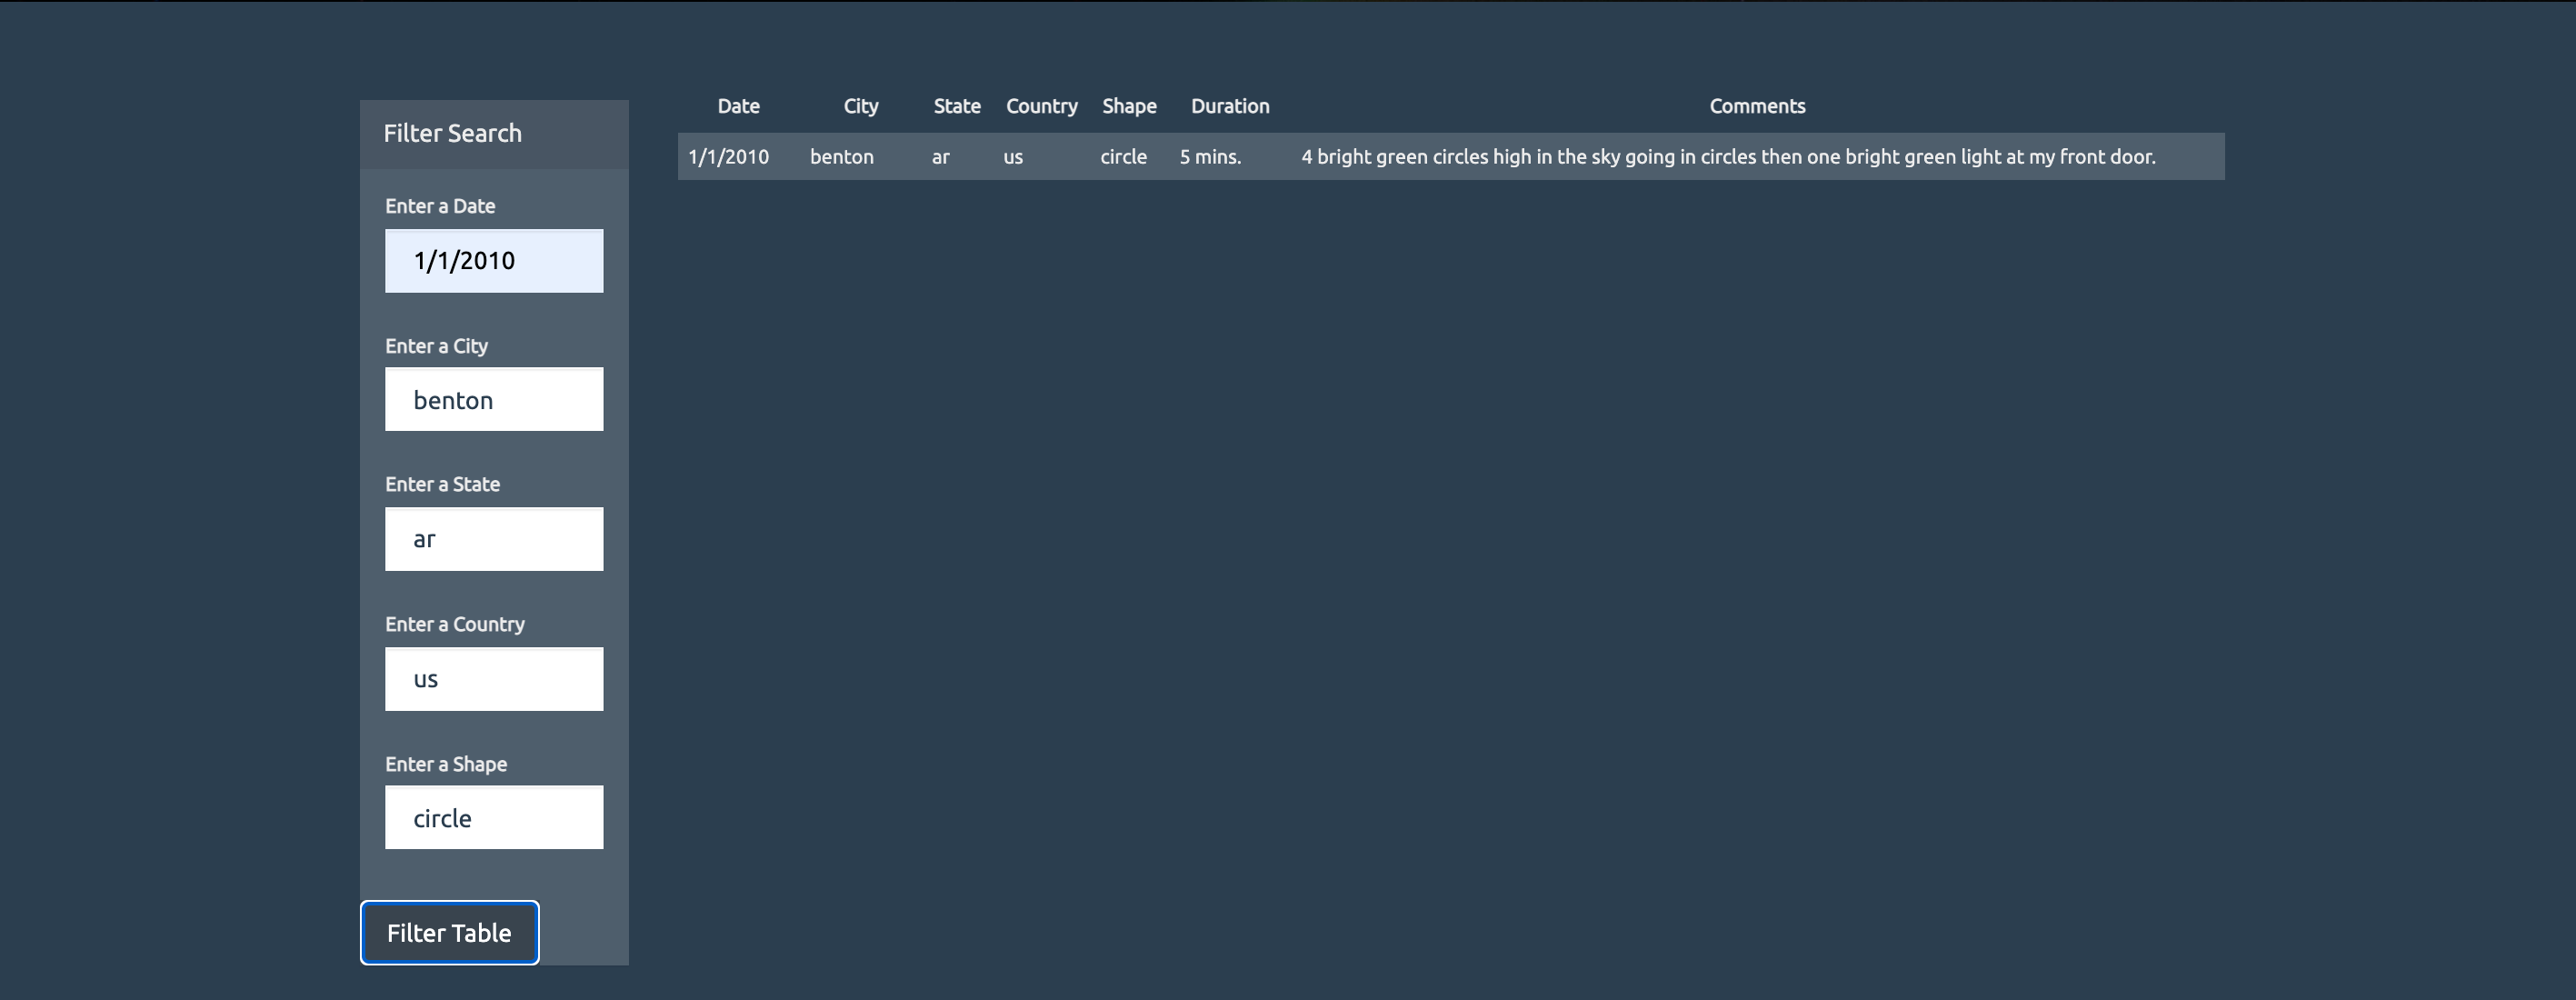 Filter Search
Enter a Date
1/1/2010
Enter a City
benton
Enter a State
ar
Enter a Country
us
Enter a Shape
circle
Filter Table
Date City State Country Shape Duration Comments
1/1/2010 benton ar us circle 5 mins. 4 bright green circles high in the sky going in circles then one bright green light at my front door.